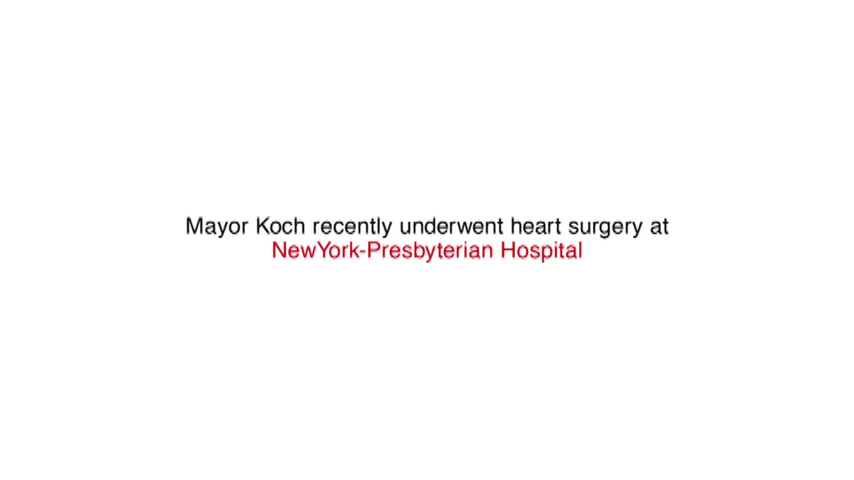 Mayor Koch recently underwent heart surgery at
NewYork-Presbyterian Hospital